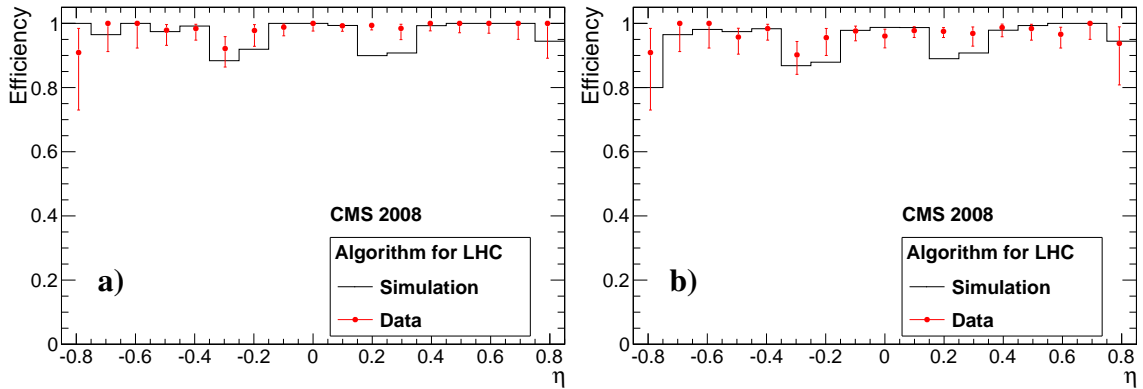 Efficiency
1
0.8
0.6
0.4
0.2
0
CMS 2008
Algorithm for LHC
Simulation
Data
a)
-0.8 -0.6 -0.4 -0.2 0 0.2 0.4 0.6 0.8
η
Efficiency
1
0.8
0.6
0.4
0.2
0
CMS 2008
Algorithm for LHC
Simulation
Data
b)
-0.8 -0.6 -0.4 -0.2 0 0.2 0.4 0.6 0.8
η